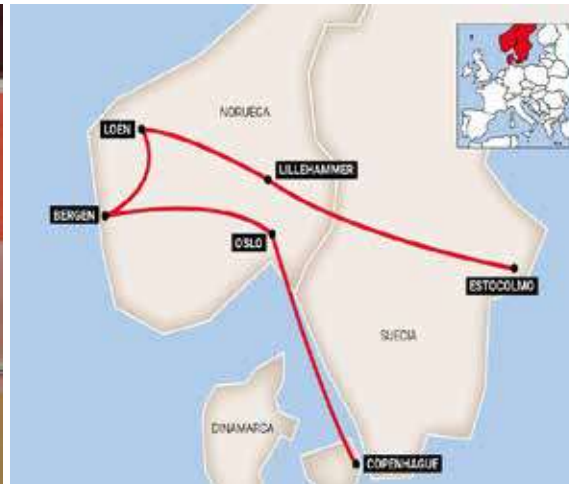 NORUEGA
LOEN
LILLEHAMMER
BERGEN
OSLO
ESTOCOLMO
SUECIA
DINAMARCA
COPENHAGUE